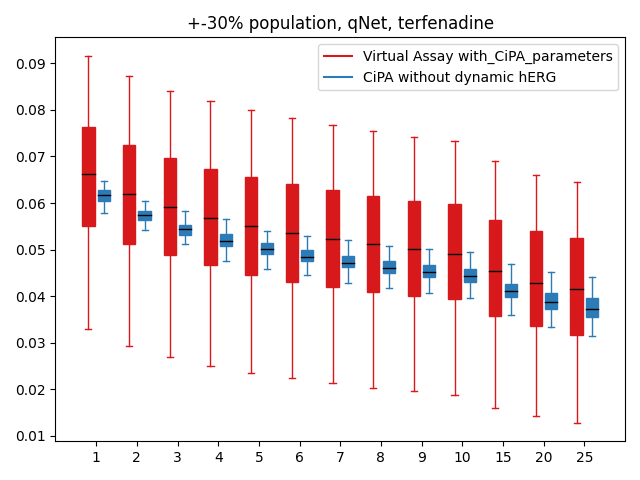 +-30% population, qNet, terfenadine
Virtual Assay with_CiPA_parameters
CiPA without dynamic hERG
0.09
0.08
0.07
0.06
0.05
0.04
0.03
0.02
0.01
1 2 3 4 5 6 7 8 9 10 15 20 25